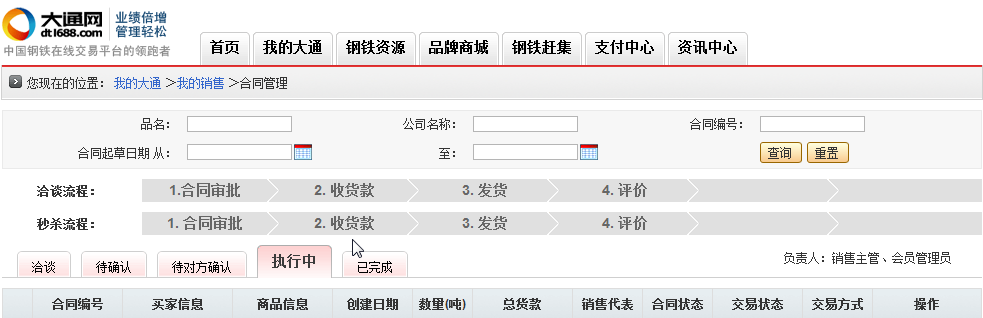 大通网 业绩倍增
dt1688.com 管理轻松
中国钢铁在线交易平台的领跑者
首页 我的大通 钢铁资源 品牌商城 钢铁赶集 支付中心 资讯中心
您现在的位置： 我的大通 >我的销售 >合同管理
品名： 公司名称： 合同编号：
合同起草日期 从： 至： 查询 重置
洽谈流程： 1.合同审批 2. 收货款 3. 发货 4. 评价
秒杀流程： 1. 合同审批 2. 收货款 3. 发货 4. 评价
洽谈 待确认 待对方确认 执行中 已完成 负责人：销售主管、会员管理员
合同编号 买家信息 商品信息 创建日期 数量(吨) 总货款 销售代表 合同状态 交易状态 交易方式 操作